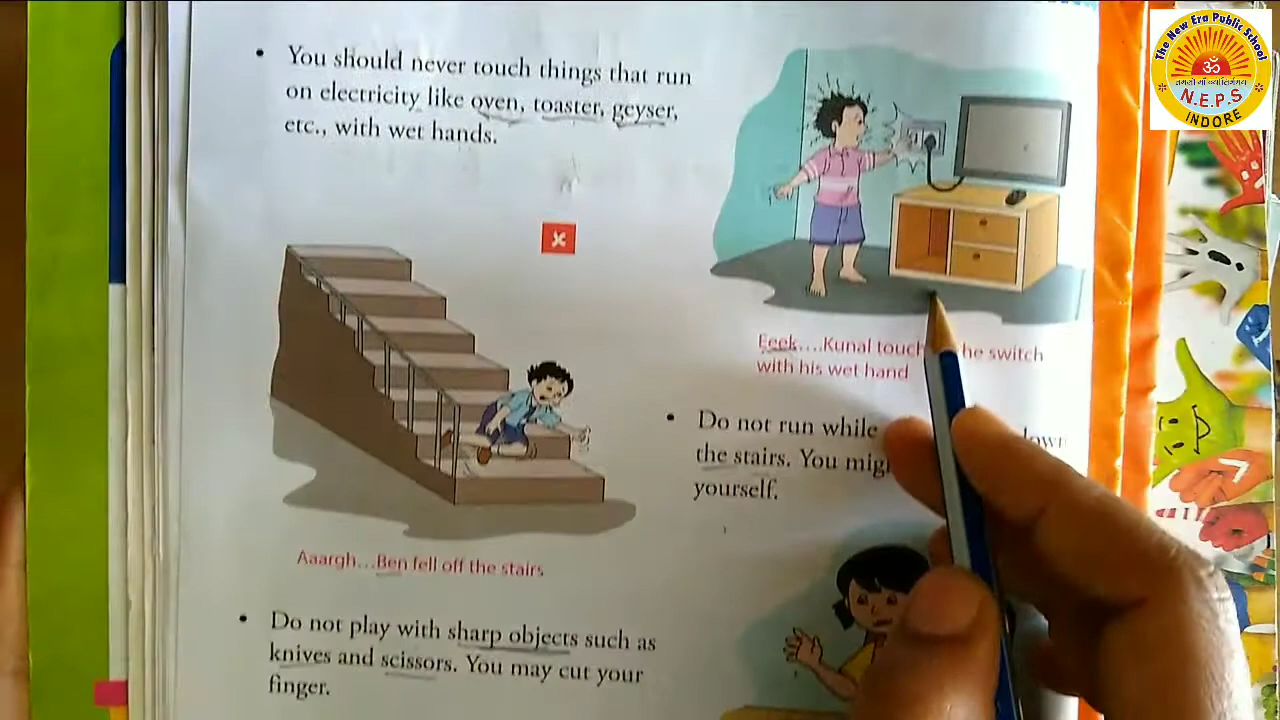 You should never touch things that run
on electricity like oven, toaster, geyser,
etc., with wet hands.
Eeek....Kunal touch he switch
with his wet hand
Do not run while own
the stairs. You mig
yourself.
Aaargh...Ben fell off the stairs
Do not play with sharp objects such as
knives and scissors. You may cut your
finger.
The New Era Public School
ॐ
तमसो मा ज्योतिर्गमय
N.E.P.S
INDORE